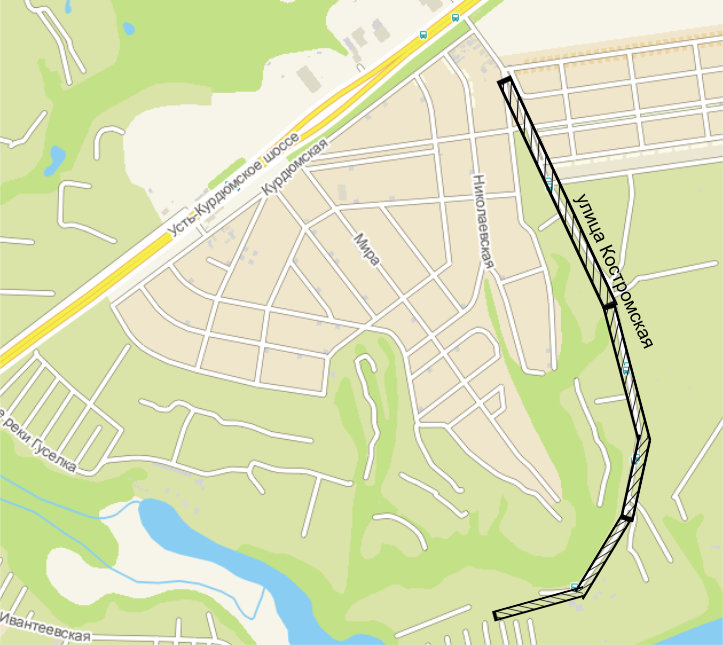 Усть-Курдюмское шоссе
Курдюмская
Николаевская
улица Костромская
Мира
е реки Гуселка
Ивантеевская